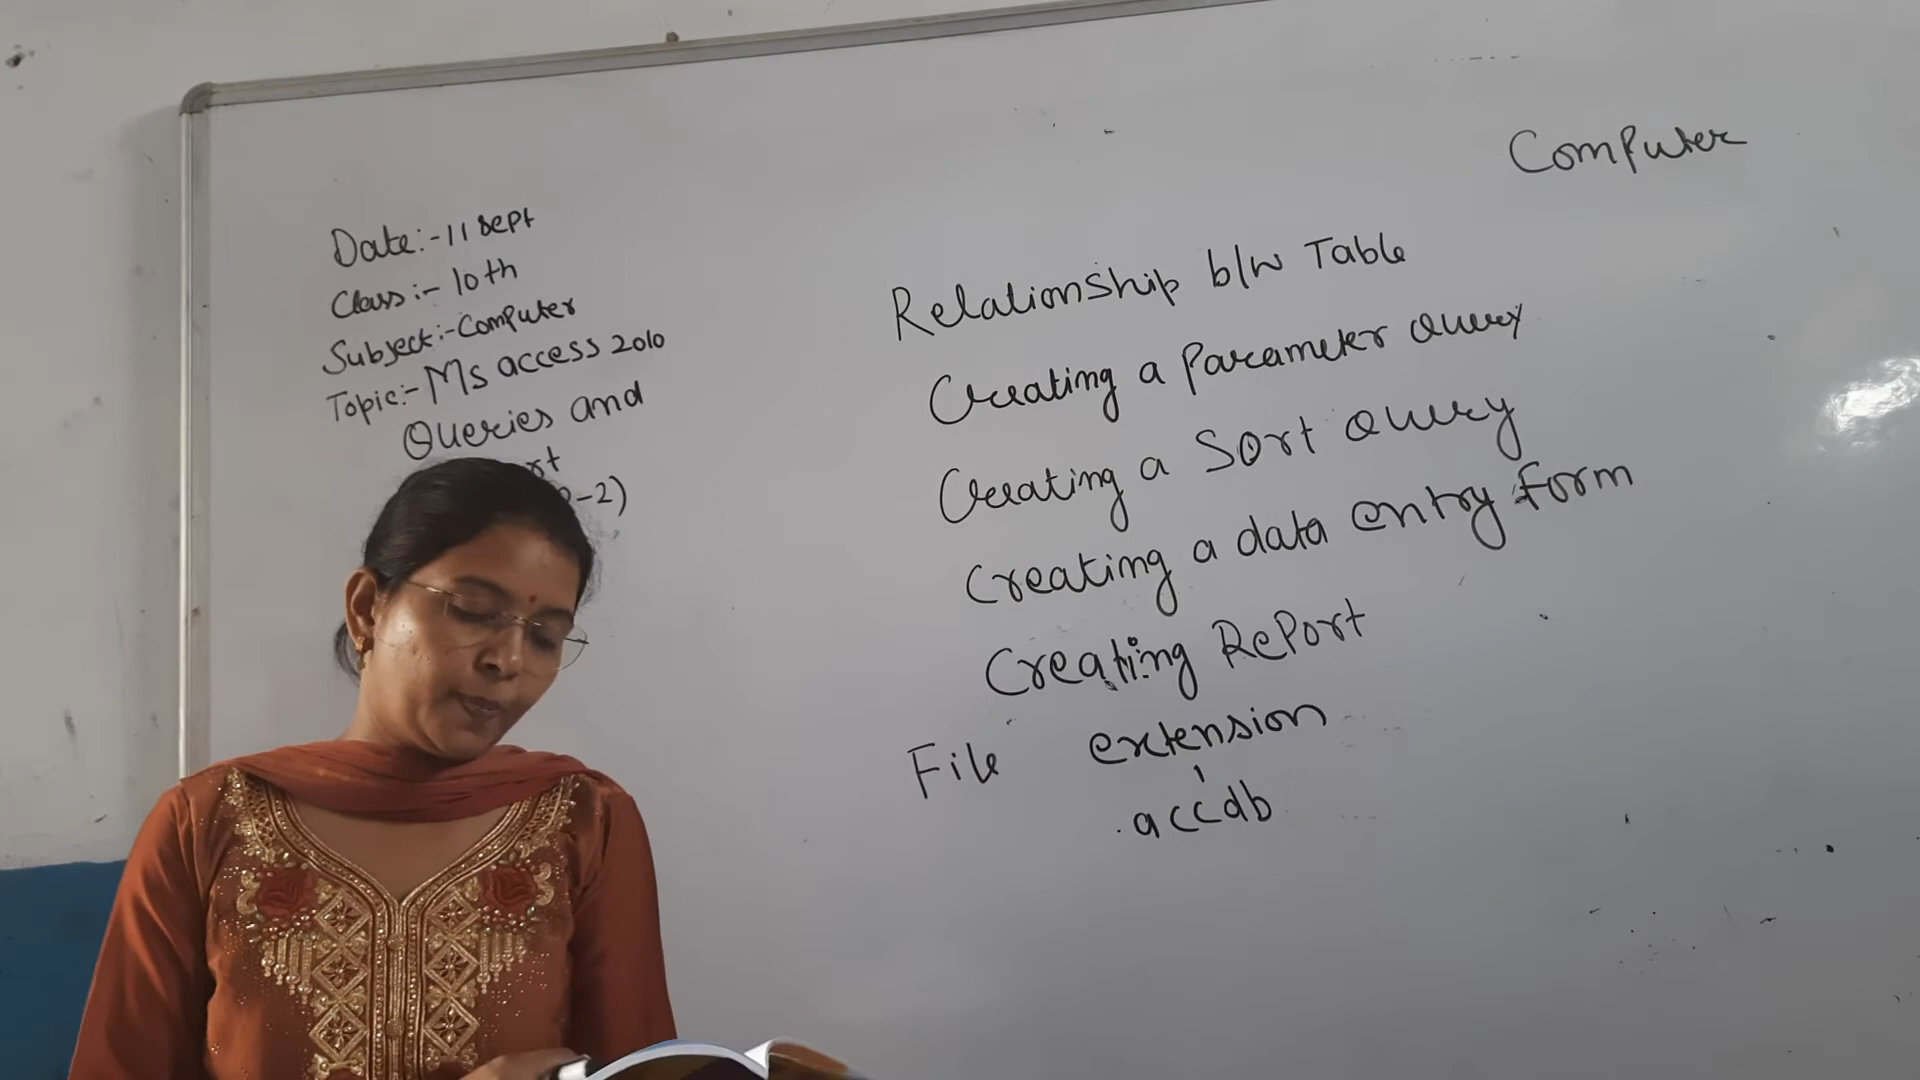 Computer
Date:-11 Sept
Class:- 10th
Subject:-Computer
Topic:- Ms access 2010
Queries and
Relationship b/w Table
Creating a Parameter Query
Creating a Sort Query
Creating a data entry form
Creating Report
File extension
.accdb